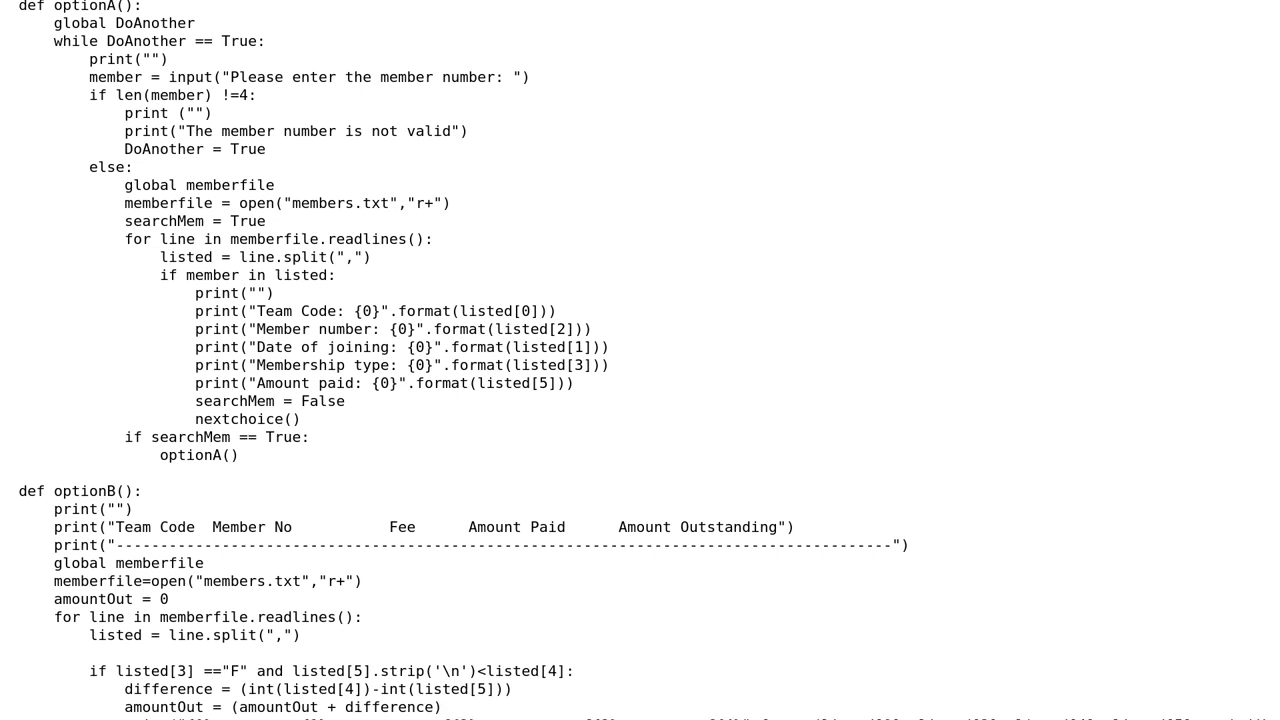 def optionA():
    global DoAnother
    while DoAnother == True:
        print("")
        member = input("Please enter the member number: ")
        if len(member) !=4:
            print ("")
            print("The member number is not valid")
            DoAnother = True
        else:
            global memberfile
            memberfile = open("members.txt","r+")
            searchMem = True
            for line in memberfile.readlines():
                listed = line.split(",")
                if member in listed:
                    print("")
                    print("Team Code: {0}".format(listed[0]))
                    print("Member number: {0}".format(listed[2]))
                    print("Date of joining: {0}".format(listed[1]))
                    print("Membership type: {0}".format(listed[3]))
                    print("Amount paid: {0}".format(listed[5]))
                    searchMem = False
                    nextchoice()
            if searchMem == True:
                optionA()

def optionB():
    print("")
    print("Team Code  Member No           Fee      Amount Paid      Amount Outstanding")
    print("----------------------------------------------------------------------------------------")
    global memberfile
    memberfile=open("members.txt","r+")
    amountOut = 0
    for line in memberfile.readlines():
        listed = line.split(",")

        if listed[3] =="F" and listed[5].strip('\n')<listed[4]:
            difference = (int(listed[4])-int(listed[5]))
            amountOut = (amountOut + difference)